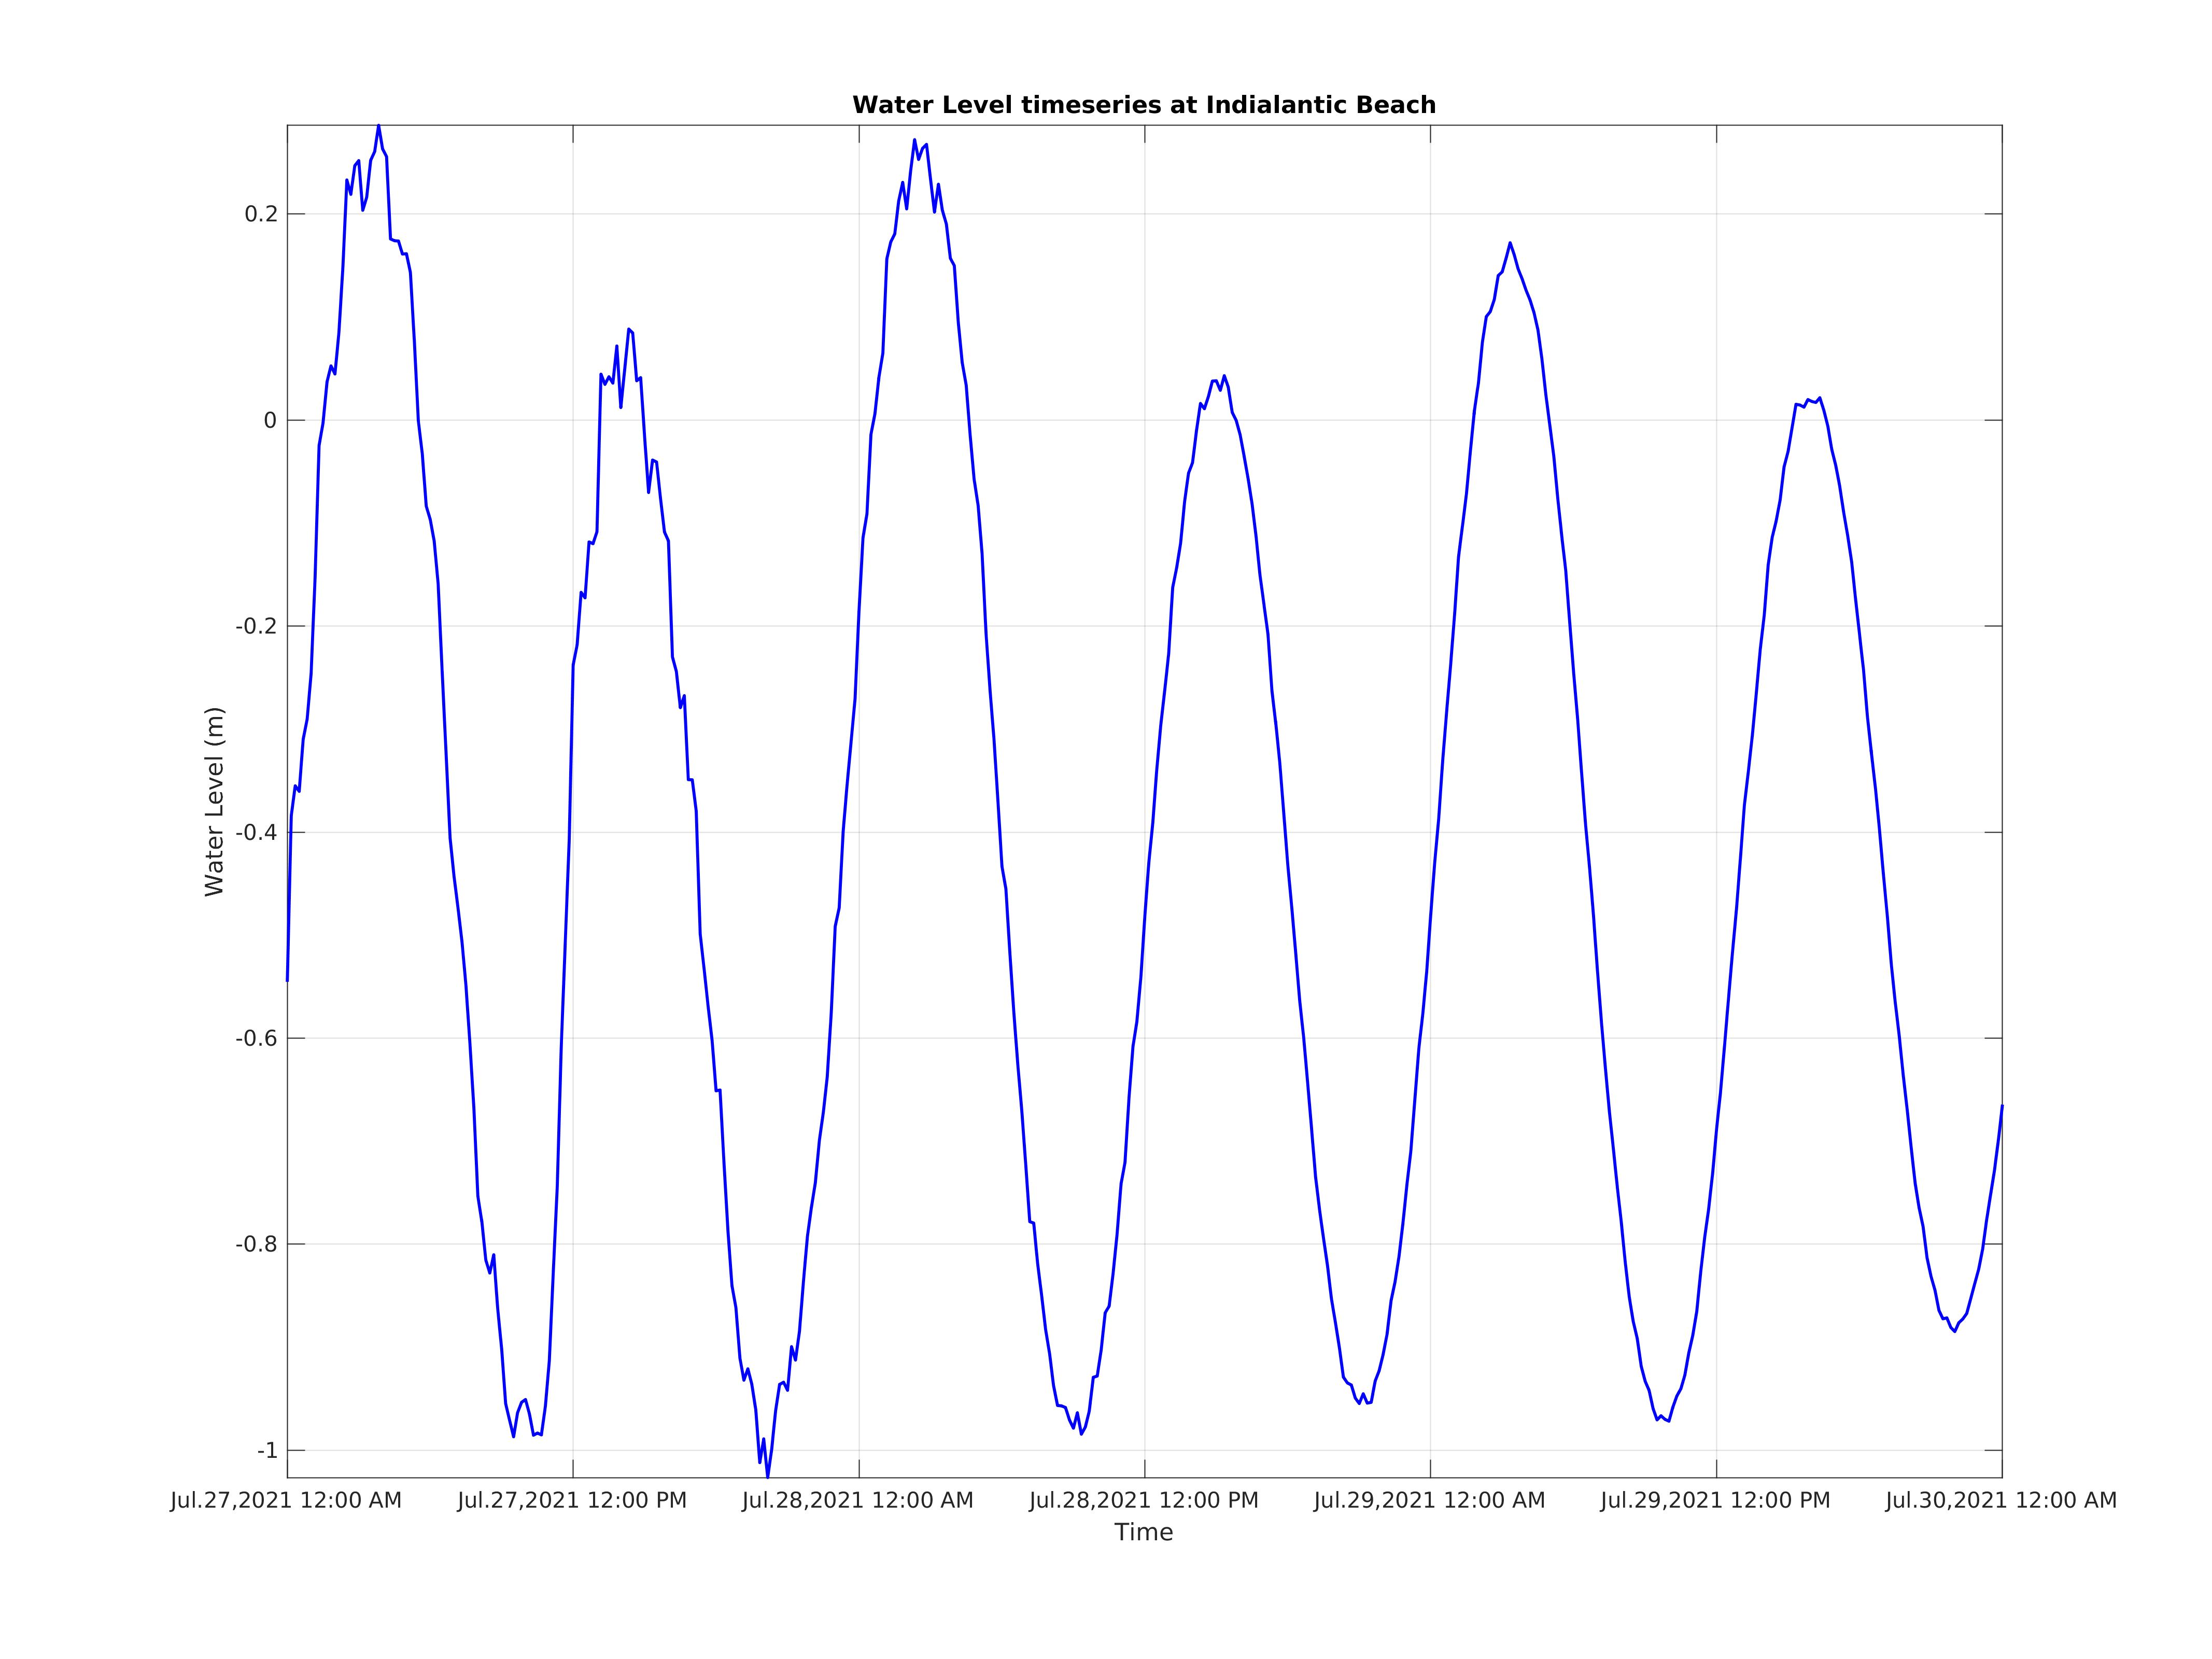 Water Level timeseries at Indialantic Beach
0.2
0
-0.2
-0.4
-0.6
-0.8
-1
Water Level (m)
Jul.27,2021 12:00 AM Jul.27,2021 12:00 PM Jul.28,2021 12:00 AM Jul.28,2021 12:00 PM Jul.29,2021 12:00 AM Jul.29,2021 12:00 PM Jul.30,2021 12:00 AM
Time